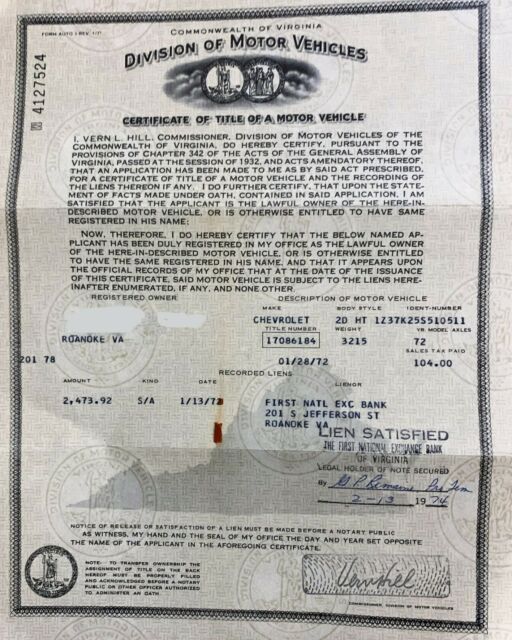 COMMONWEALTH OF VIRGINIA
FORM AUTO
DIVISION OF MOTOR VEHICLES
4127524
CERTIFICATE OF TITLE OF A MOTOR VEHICLE
I, VERN L. HILL, COMMISSIONER, DIVISION OF MOTOR VEHICLES OF THE
COMMONWEALTH OF VIRGINIA, DO HEREBY CERTIFY, PURSUANT TO THE
PROVISIONS OF CHAPTER 342 OF THE ACTS OF THE GENERAL ASSEMBLY OF
VIRGINIA, PASSED AT THE SESSION OF 1932, AND ACTS AMENDATORY THEREOF,
THAT AN APPLICATION HAS BEEN MADE TO ME AS BY SAID ACT PRESCRIBED,
FOR A CERTIFICATE OF TITLE OF A MOTOR VEHICLE AND THE RECORDING OF
THE LIENS THEREON IF ANY. I DO FURTHER CERTIFY, THAT UPON THE STATE-
MENT OF FACTS MADE UNDER OATH, CONTAINED IN SAID APPLICATION, I AM
SATISFIED THAT THE APPLICANT IS THE LAWFUL OWNER OF THE HERE-IN-
DESCRIBED MOTOR VEHICLE, OR IS OTHERWISE ENTITLED TO HAVE SAME
REGISTERED IN HIS NAME;
NOW, THEREFORE, I DO HEREBY CERTIFY THAT THE BELOW NAMED AP-
PLICANT HAS BEEN DULY REGISTERED IN MY OFFICE AS THE LAWFUL OWNER
OF THE HERE-IN-DESCRIBED MOTOR VEHICLE, OR IS OTHERWISE ENTITLED
TO HAVE THE SAME REGISTERED IN HIS NAME, AND THAT IT APPEARS UPON
THE OFFICIAL RECORDS OF MY OFFICE THAT AT THE DATE OF THE ISSUANCE
OF THIS CERTIFICATE, SAID MOTOR VEHICLE IS SUBJECT TO THE LIENS HERE-
INAFTER ENUMERATED, IF ANY, AND NONE OTHER.
REGISTERED OWNER DESCRIPTION OF MOTOR VEHICLE
MAKE BODY IDENT-NUMBER
CHEVROLET 2D HT 1Z37K25S510511
TITLE NUMBER WEIGHT YR. MODEL AXLES
ROANOKE VA 17086184 3215 72
SALES TAX PAID
201 78 01/28/72 104.00
RECORDED LIENS
AMOUNT KIND DATE LIENOR
2,473.92 S/A 1/13/72 FIRST NATL EXC BANK
201 S JEFFERSON ST
ROANOKE VA
LIEN SATISFIED
THE FIRST NATIONAL EXCHANGE BANK
OF VIRGINIA
LEGAL HOLDER OF NOTE SECURED
By
2-13 1974
NOTICE OF RELEASE OR SATISFACTION OF A LIEN MUST BE MADE BEFORE A NOTARY PUBLIC
AS WITNESS, MY HAND AND THE SEAL OF MY OFFICE THE DAY AND YEAR SET OPPOSITE
THE NAME OF THE APPLICANT IN THE AFOREGOING CERTIFICATE.
NOTE:- TO TRANSFER OWNERSHIP THE
ASSIGNMENT OF TITLE ON THE BACK
HEREOF MUST BE PROPERLY FILLED
AND ACKNOWLEDGED BEFORE A NOTARY
PUBLIC OR OTHER OFFICER AUTHORIZED
TO ADMINISTER AN OATH.
Vern Hill
COMMISSIONER, DIVISION OF MOTOR VEHICLES